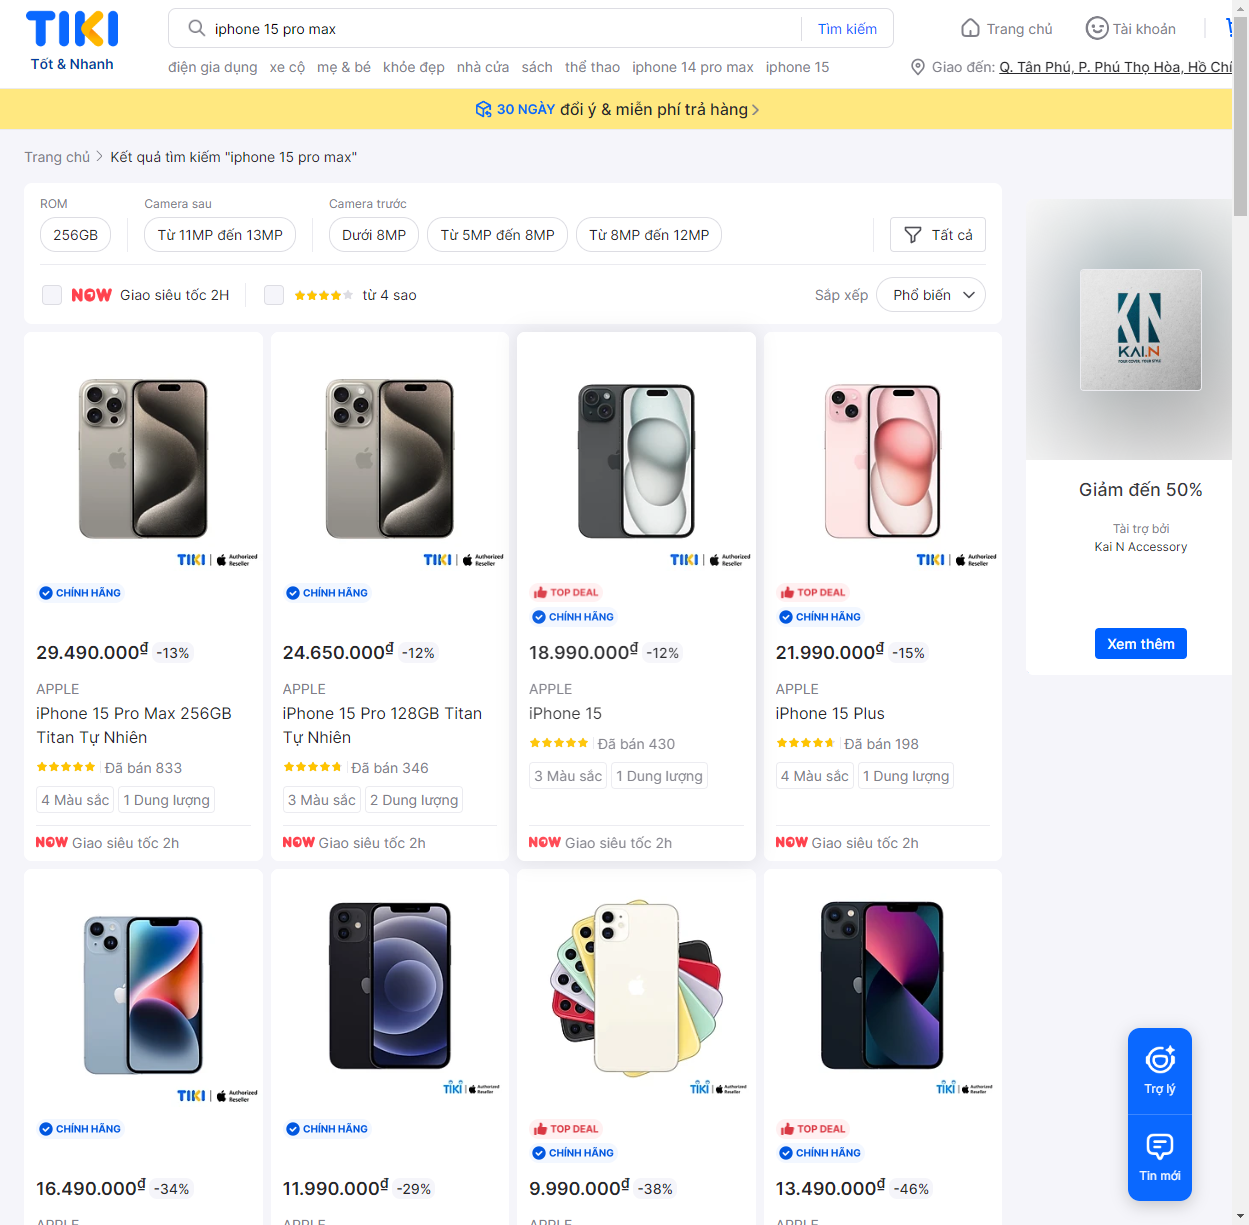 TIKI
Tốt & Nhanh
iphone 15 pro max
Tìm kiếm
Trang chủ
Tài khoản
điện gia dụng xe cộ mẹ & bé khỏe đẹp nhà cửa sách thể thao iphone 14 pro max iphone 15
Giao đến: Q. Tân Phú, P. Phú Thọ Hòa, Hồ Chí
30 NGÀY đổi ý & miễn phí trả hàng
Trang chủ > Kết quả tìm kiếm "iphone 15 pro max"
ROM
256GB
Camera sau
Từ 11MP đến 13MP
Camera trước
Dưới 8MP
Từ 5MP đến 8MP
Từ 8MP đến 12MP
Tất cả
NOW Giao siêu tốc 2H
từ 4 sao
Sắp xếp
Phổ biến
TIKI | Authorized Reseller
CHÍNH HÃNG
29.490.000₫ -13%
APPLE
iPhone 15 Pro Max 256GB
Titan Tự Nhiên
Đã bán 833
4 Màu sắc
1 Dung lượng
NOW Giao siêu tốc 2h
TIKI | Authorized Reseller
CHÍNH HÃNG
24.650.000₫ -12%
APPLE
iPhone 15 Pro 128GB Titan
Tự Nhiên
Đã bán 346
3 Màu sắc
2 Dung lượng
NOW Giao siêu tốc 2h
TIKI | Authorized Reseller
TOP DEAL
CHÍNH HÃNG
18.990.000₫ -12%
APPLE
iPhone 15
Đã bán 430
3 Màu sắc
1 Dung lượng
NOW Giao siêu tốc 2h
TIKI | Authorized Reseller
TOP DEAL
CHÍNH HÃNG
21.990.000₫ -15%
APPLE
iPhone 15 Plus
Đã bán 198
4 Màu sắc
1 Dung lượng
NOW Giao siêu tốc 2h
KN
KAI.N
YOUR COVER, YOUR STYLE
Giảm đến 50%
Tài trợ bởi
Kai N Accessory
Xem thêm
TIKI | Authorized Reseller
CHÍNH HÃNG
16.490.000₫ -34%
APPLE
TIKI | Authorized Reseller
CHÍNH HÃNG
11.990.000₫ -29%
APPLE
TIKI | Authorized Reseller
TOP DEAL
CHÍNH HÃNG
9.990.000₫ -38%
APPLE
TIKI | Authorized Reseller
TOP DEAL
CHÍNH HÃNG
13.490.000₫ -46%
APPLE
Trợ lý
Tin mới